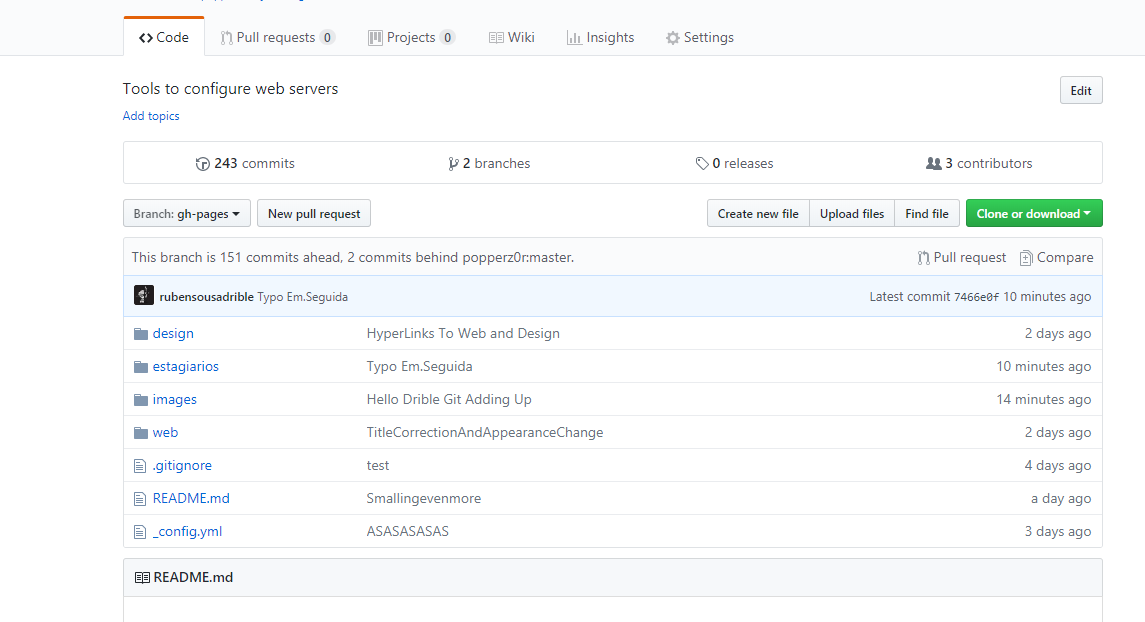 Code Pull requests 0 Projects 0 Wiki Insights Settings
Tools to configure web servers
Edit
Add topics
243 commits 2 branches 0 releases 3 contributors
Branch: gh-pages New pull request Create new file Upload files Find file Clone or download
This branch is 151 commits ahead, 2 commits behind popperz0r:master. Pull request Compare
rubensousadrible Typo Em.Seguida Latest commit 7466e0f 10 minutes ago
design HyperLinks To Web and Design 2 days ago
estagiarios Typo Em.Seguida 10 minutes ago
images Hello Drible Git Adding Up 14 minutes ago
web TitleCorrectionAndAppearanceChange 2 days ago
.gitignore test 4 days ago
README.md Smallingevenmore a day ago
_config.yml ASASASASAS 3 days ago
README.md